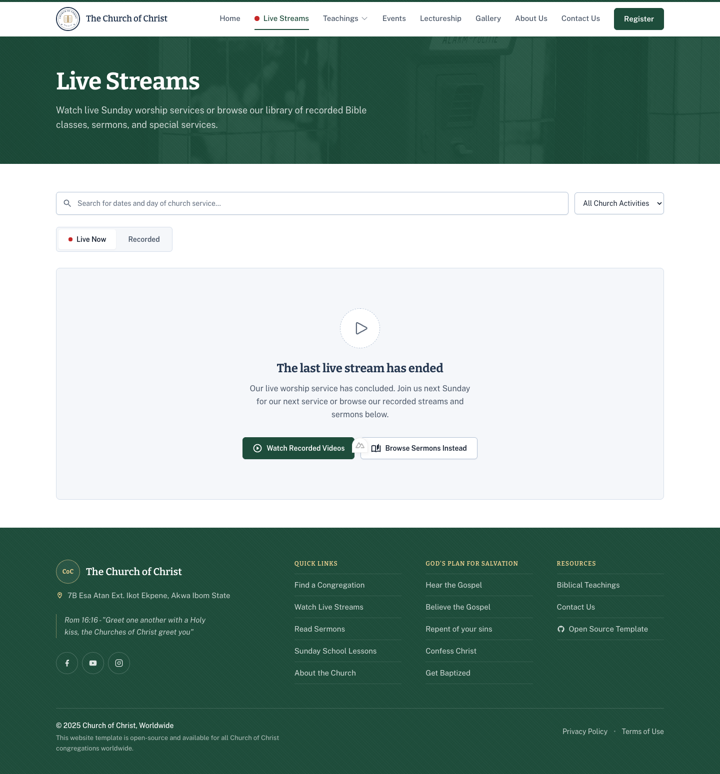 The Church of Christ
Home
Live Streams
Teachings
Events
Lectureship
Gallery
About Us
Contact Us
Register
Live Streams
Watch live Sunday worship services or browse our library of recorded Bible
classes, sermons, and special services.
Search for dates and day of church service...
All Church Activities
Live Now
Recorded
The last live stream has ended
Our live worship service has concluded. Join us next Sunday
for our next service or browse our recorded streams and
sermons below.
Watch Recorded Videos
Browse Sermons Instead
CoC
The Church of Christ
7B Esa Atan Ext. Ikot Ekpene, Akwa Ibom State
Rom 16:16 - "Greet one another with a Holy
kiss, the Churches of Christ greet you"
QUICK LINKS
Find a Congregation
Watch Live Streams
Read Sermons
Sunday School Lessons
About the Church
GOD'S PLAN FOR SALVATION
Hear the Gospel
Believe the Gospel
Repent of your sins
Confess Christ
Get Baptized
RESOURCES
Biblical Teachings
Contact Us
Open Source Template
© 2025 Church of Christ, Worldwide
This website template is open-source and available for all Church of Christ
congregations worldwide.
Privacy Policy
·
Terms of Use